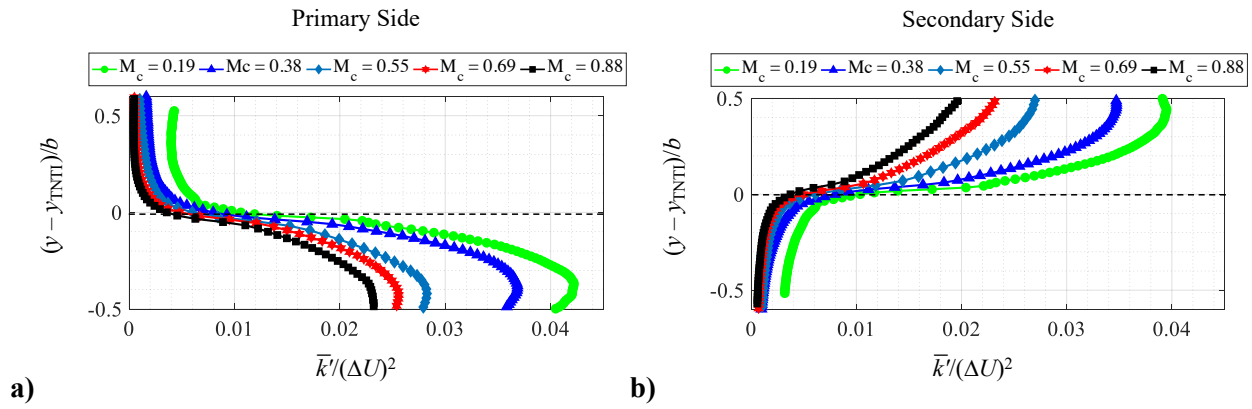 Primary Side
M_c = 0.19 Mc = 0.38 M_c = 0.55 M_c = 0.69 M_c = 0.88
(y − y_TNTI)/b
0.5
0
-0.5
0 0.01 0.02 0.03 0.04
k̅'/(ΔU)²
a)
Secondary Side
M_c = 0.19 Mc = 0.38 M_c = 0.55 M_c = 0.69 M_c = 0.88
(y − y_TNTI)/b
0.5
0
-0.5
0 0.01 0.02 0.03 0.04
k̅'/(ΔU)²
b)